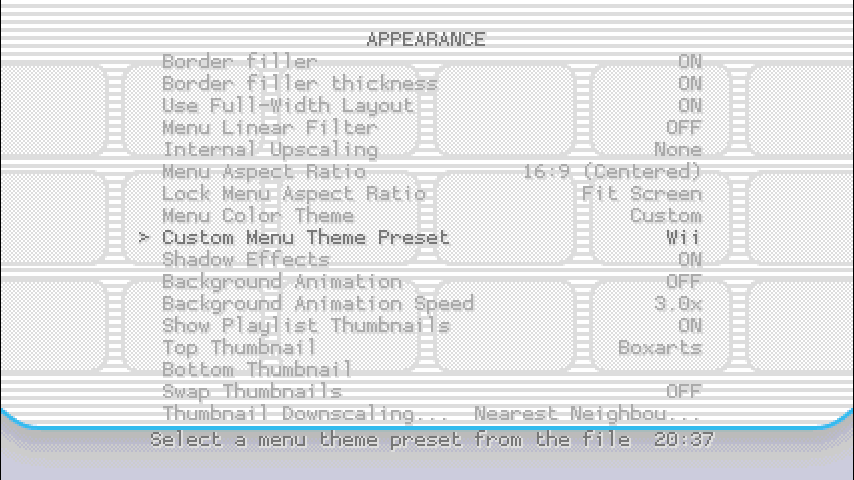 APPEARANCE
Border filler ON
Border filler thickness ON
Use Full-Width Layout ON
Menu Linear Filter OFF
Internal Upscaling None
Menu Aspect Ratio 16:9 (Centered)
Lock Menu Aspect Ratio Fit Screen
Menu Color Theme Custom
> Custom Menu Theme Preset Wii
Shadow Effects ON
Background Animation OFF
Background Animation Speed 3.0x
Show Playlist Thumbnails ON
Top Thumbnail Boxarts
Bottom Thumbnail
Swap Thumbnails OFF
Thumbnail Downscaling... Nearest Neighbou...
Select a menu theme preset from the file 20:37